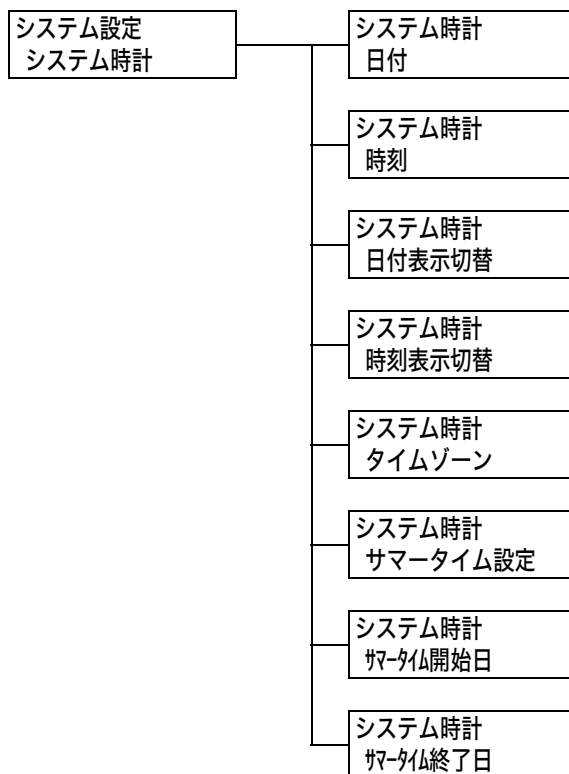 システム設定
システム時計
システム時計
日付
システム時計
時刻
システム時計
日付表示切替
システム時計
時刻表示切替
システム時計
タイムゾーン
システム時計
サマータイム設定
システム時計
ｻﾏｰﾀｲﾑ開始日
システム時計
ｻﾏｰﾀｲﾑ終了日